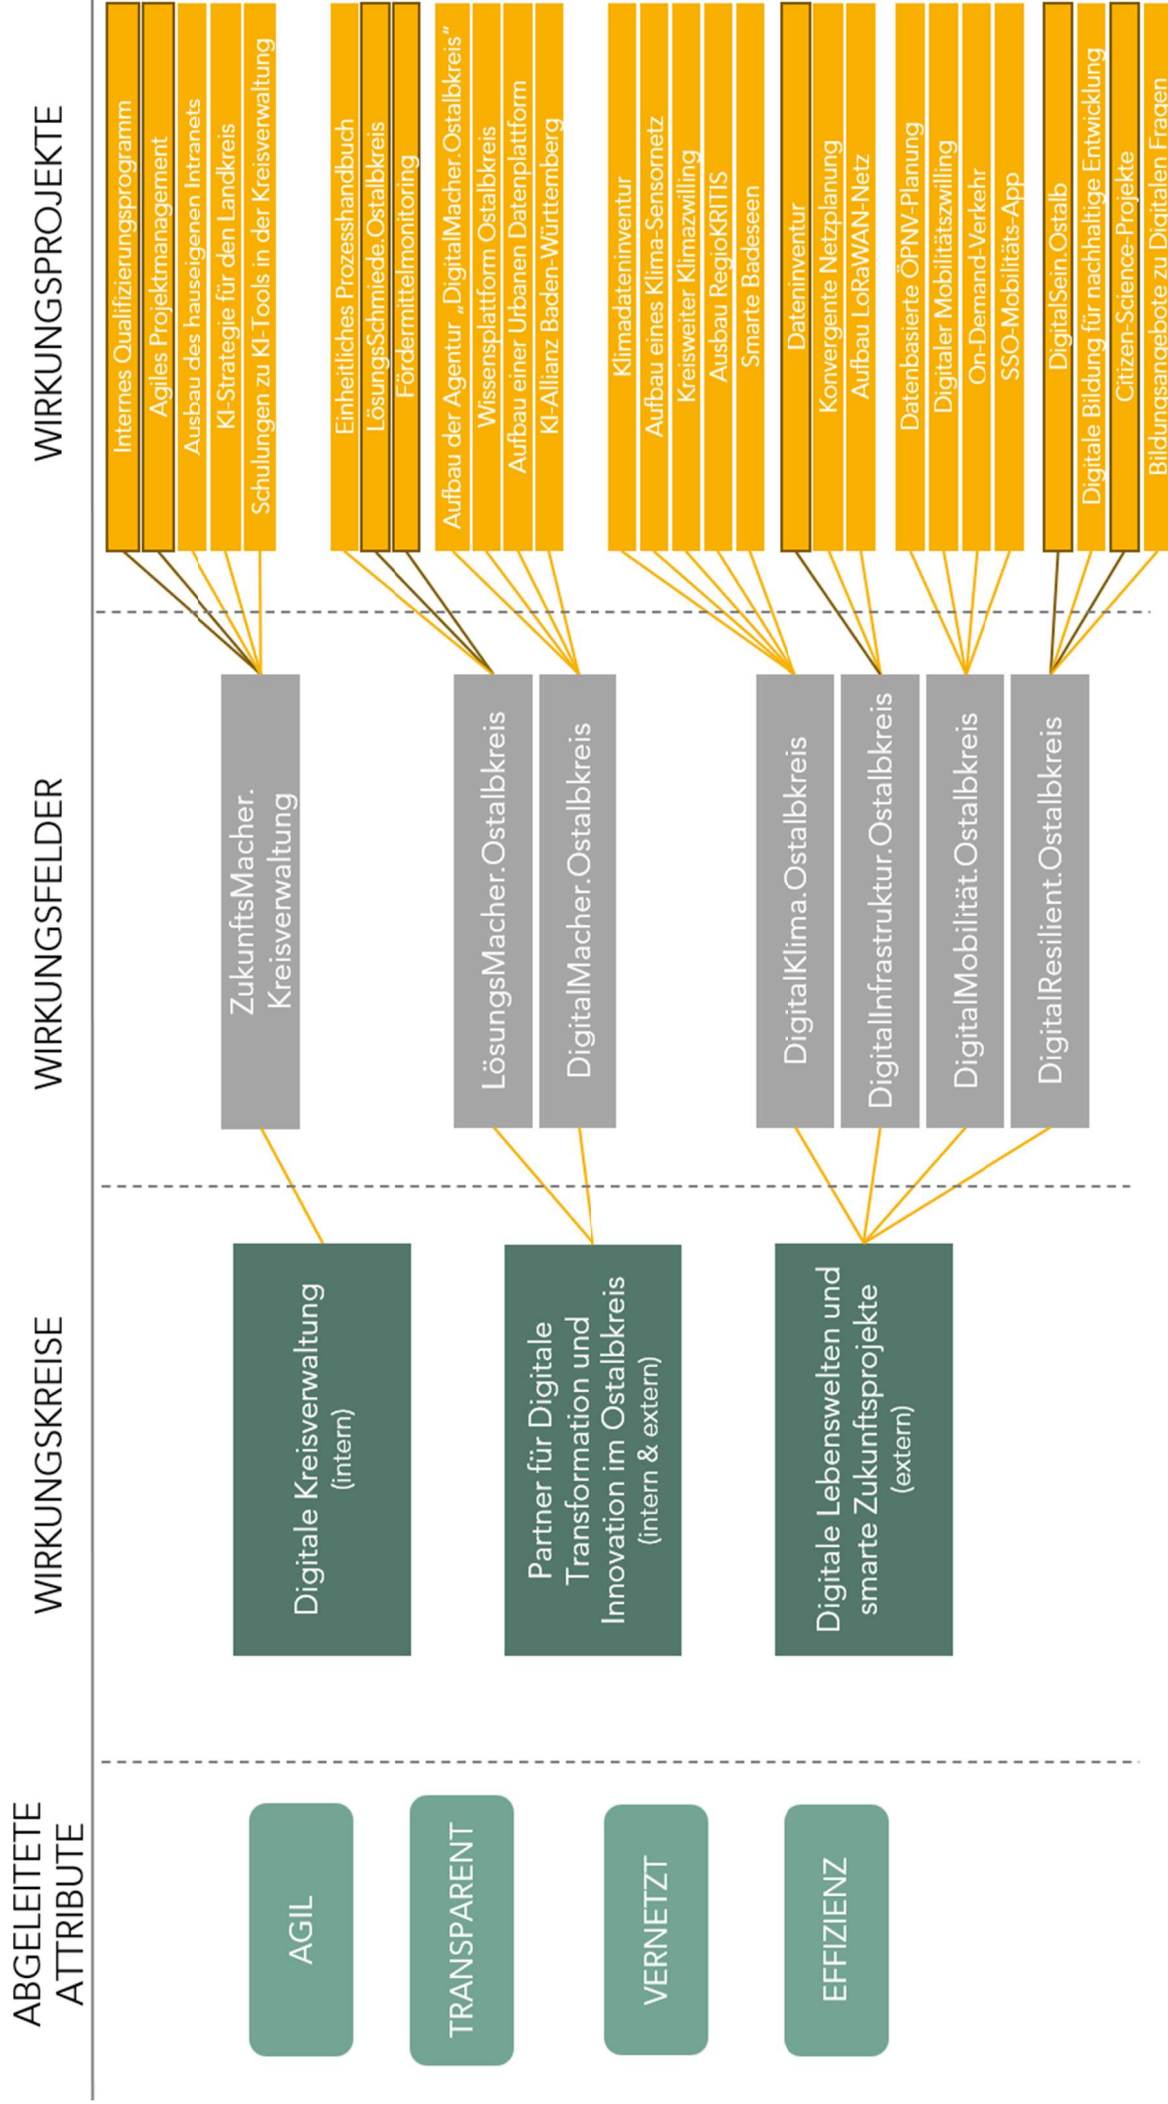 ABGELEITETE
ATTRIBUTE
WIRKUNGSKREISE
WIRKUNGSFELDER
WIRKUNGSPROJEKTE
AGIL
TRANSPARENT
VERNETZT
EFFIZIENZ
Digitale Kreisverwaltung
(intern)
Partner für Digitale
Transformation und
Innovation im Ostalbkreis
(intern & extern)
Digitale Lebenswelten und
smarte Zukunftsprojekte
(extern)
ZukunftsMacher.
Kreisverwaltung
LösungsMacher.Ostalbkreis
DigitalMacher.Ostalbkreis
DigitalKlima.Ostalbkreis
DigitalInfrastruktur.Ostalbkreis
DigitalMobilität.Ostalbkreis
DigitalResilient.Ostalbkreis
Internes Qualifizierungsprogramm
Agiles Projektmanagement
Ausbau des hauseigenen Intranets
KI-Strategie für den Landkreis
Schulungen zu KI-Tools in der Kreisverwaltung
Einheitliches Prozesshandbuch
LösungsSchmiede.Ostalbkreis
Fördermittelmonitoring
Aufbau der Agentur „DigitalMacher.Ostalbkreis“
Wissensplattform Ostalbkreis
Aufbau einer Urbanen Datenplattform
KI-Allianz Baden-Württemberg
Klimadateninventur
Aufbau eines Klima-Sensornetz
Kreisweiter Klimazwilling
Ausbau RegioKRITIS
Smarte Badeseen
Dateninventur
Konvergente Netzplanung
Aufbau LoRaWAN-Netz
Datenbasierte ÖPNV-Planung
Digitaler Mobilitätszwilling
On-Demand-Verkehr
SSO-Mobilitäts-App
DigitalSein.Ostalb
Digitale Bildung für nachhaltige Entwicklung
Citizen-Science-Projekte
Bildungsangebote zu Digitalen Fragen